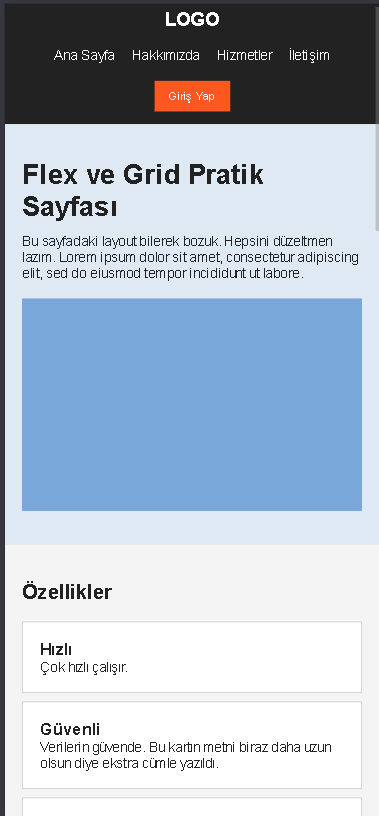 LOGO
Ana Sayfa Hakkımızda Hizmetler İletişim
Giriş Yap
Flex ve Grid Pratik
Sayfası
Bu sayfadaki layout bilerek bozuk. Hepsini düzeltmen
lazım. Lorem ipsum dolor sit amet, consectetur adipiscing
elit, sed do eiusmod tempor incididunt ut labore.
Özellikler
Hızlı
Çok hızlı çalışır.
Güvenli
Verilerin güvende. Bu kartın metni biraz daha uzun
olsun diye ekstra cümle yazıldı.